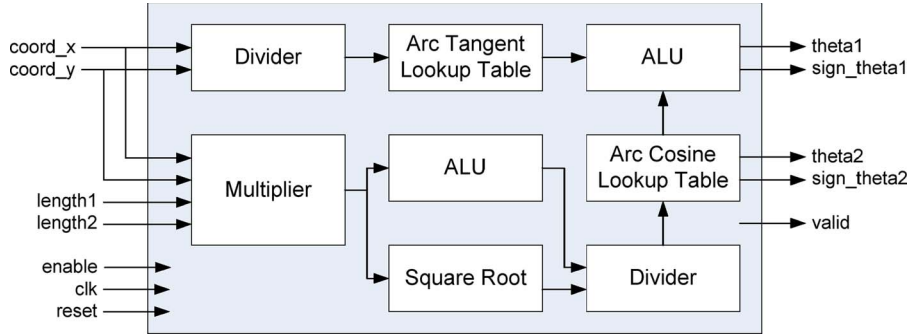 coord_x
coord_y
Divider
Arc Tangent
Lookup Table
ALU
theta1
sign_theta1
Multiplier
ALU
Arc Cosine
Lookup Table
theta2
sign_theta2
length1
length2
valid
enable
clk
reset
Square Root
Divider